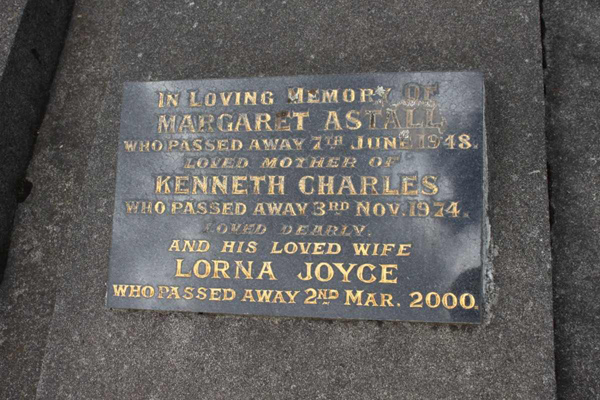 IN LOVING MEMORY OF
MARGARET ASTALL
WHO PASSED AWAY 7TH JUNE 1948.
LOVED MOTHER OF
KENNETH CHARLES
WHO PASSED AWAY 3RD NOV. 1974.
LOVED DEARLY.
AND HIS LOVED WIFE
LORNA JOYCE
WHO PASSED AWAY 2ND MAR. 2000.